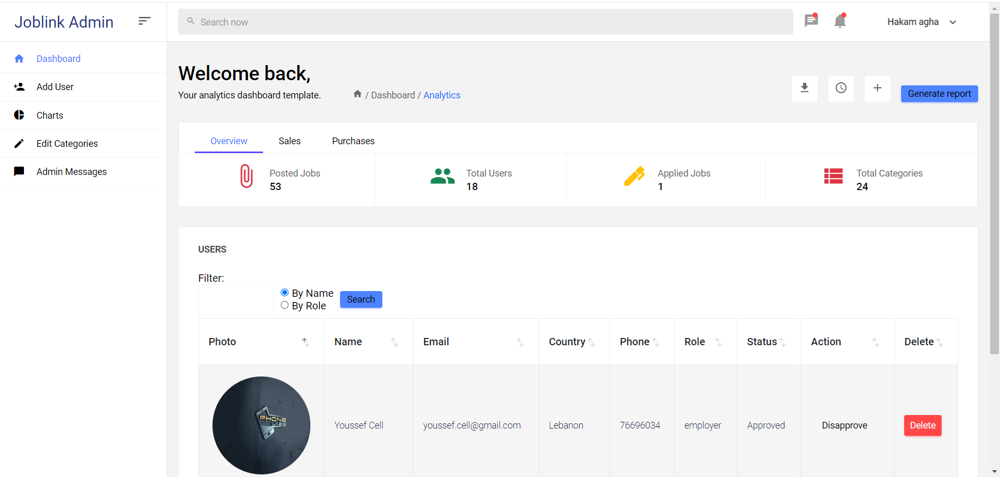 Joblink Admin
Search now
Hakam agha
Dashboard
Add User
Charts
Edit Categories
Admin Messages
Welcome back,
Your analytics dashboard template.
/ Dashboard / Analytics
Generate report
Overview Sales Purchases
Posted Jobs
53
Total Users
18
Applied Jobs
1
Total Categories
24
USERS
Filter:
By Name
By Role
Search
Photo Name Email Country Phone Role Status Action Delete
PHONE
LABS
Youssef Cell youssef.cell@gmail.com Lebanon 76696034 employer Approved Disapprove Delete